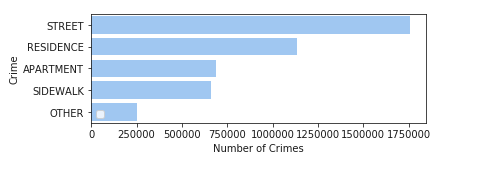 STREET
RESIDENCE
APARTMENT
SIDEWALK
OTHER
Crime
0 250000 500000 750000 1000000 1250000 1500000 1750000
Number of Crimes